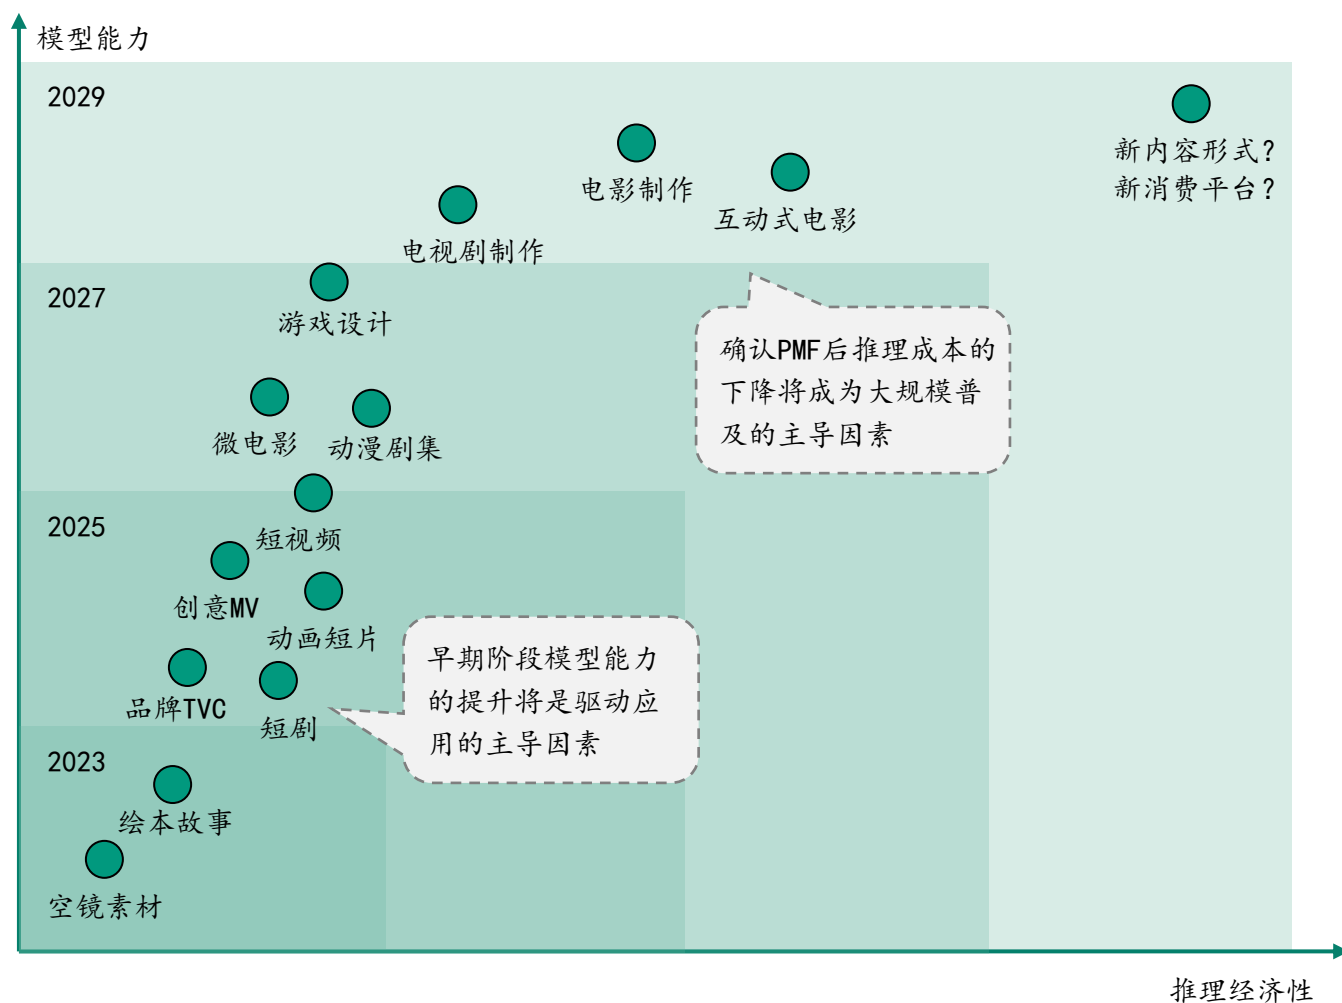 模型能力
2029
新内容形式？
新消费平台？
电影制作
互动式电影
电视剧制作
2027
游戏设计
确认PMF后推理成本的
下降将成为大规模普
及的主导因素
微电影
动漫剧集
2025
短视频
创意MV
动画短片
早期阶段模型能力
的提升将是驱动应
用的主导因素
品牌TVC
短剧
2023
绘本故事
空镜素材
推理经济性